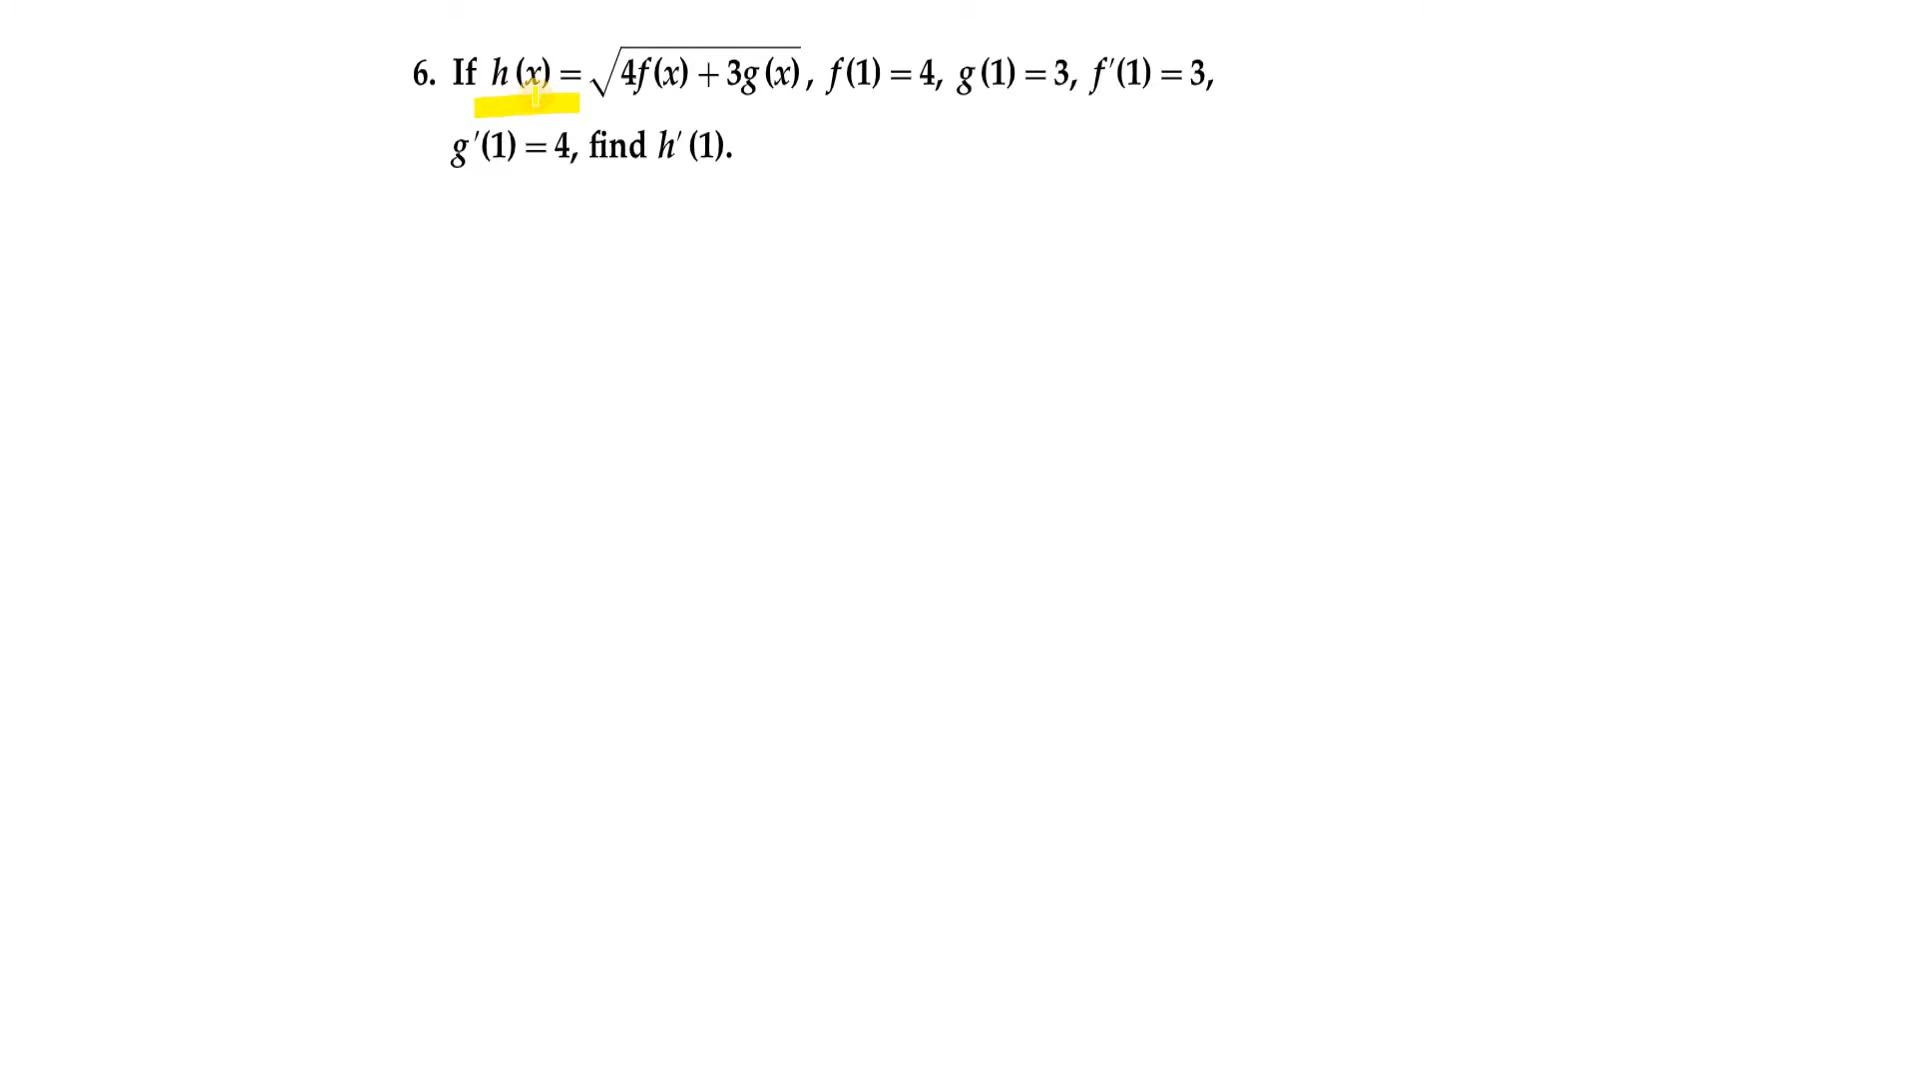 6. If h(x) = √(4f(x) + 3g(x)), f(1) = 4, g(1) = 3, f′(1) = 3,
g′(1) = 4, find h′(1).